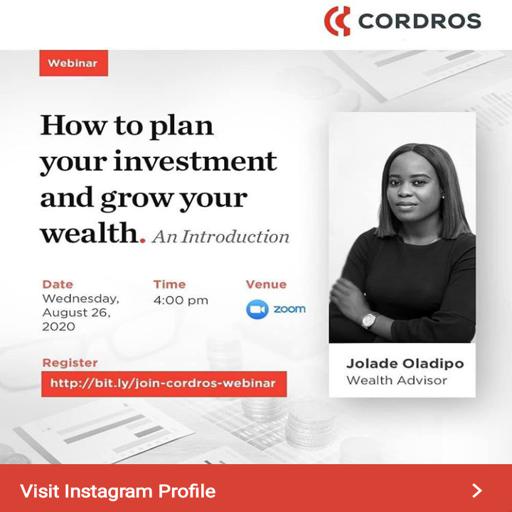 CORDROS
Webinar
How to plan
your investment
and grow your
wealth. An Introduction
Date
Wednesday,
August 26,
2020
Time
4:00 pm
Venue
zoom
Register
http://bit.ly/join-cordros-webinar
Jolade Oladipo
Wealth Advisor
Visit Instagram Profile